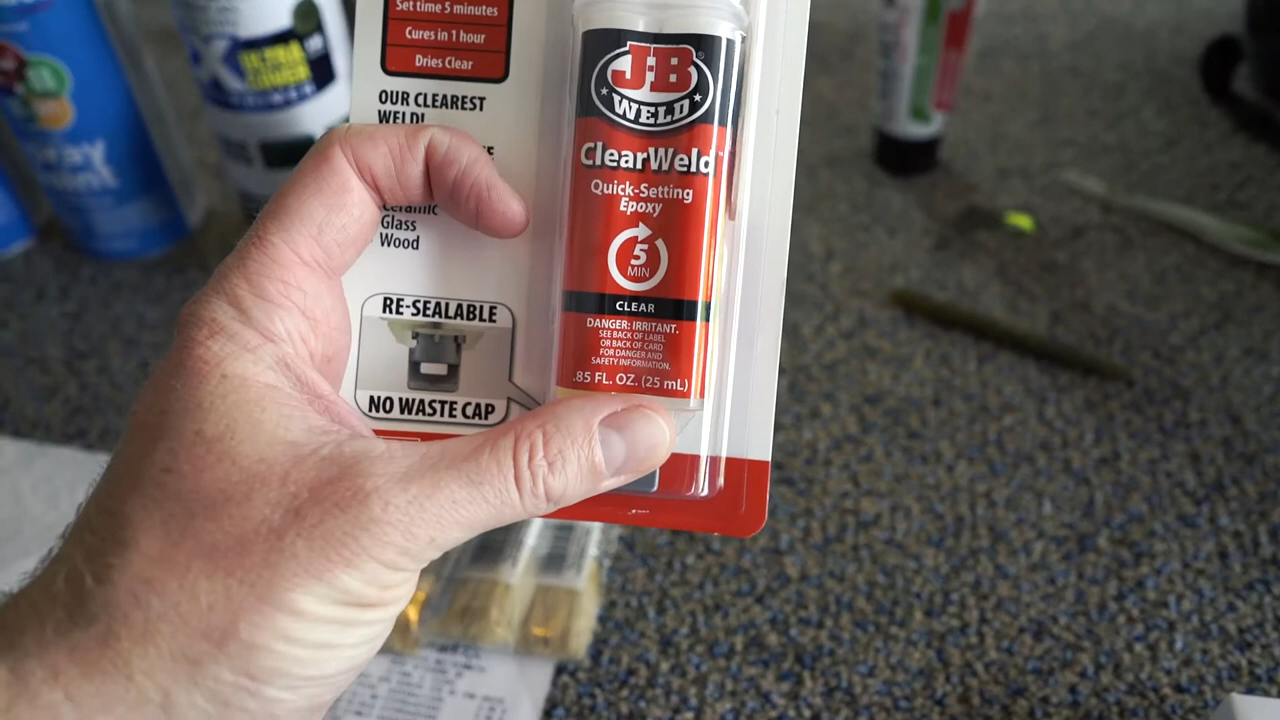 Set time 5 minutes
Cures in 1 hour
Dries Clear
OUR CLEAREST
WELD!
Ceramic
Glass
Wood
RE-SEALABLE
NO WASTE CAP
J-B
WELD
®
ClearWeld
Quick-Setting
Epoxy
5
MIN
CLEAR
DANGER: IRRITANT.
SEE BACK OF LABEL
OR BACK OF CARD
FOR DANGER AND
SAFETY INFORMATION.
.85 FL. OZ. (25 mL)
X
ULTRA
COVER